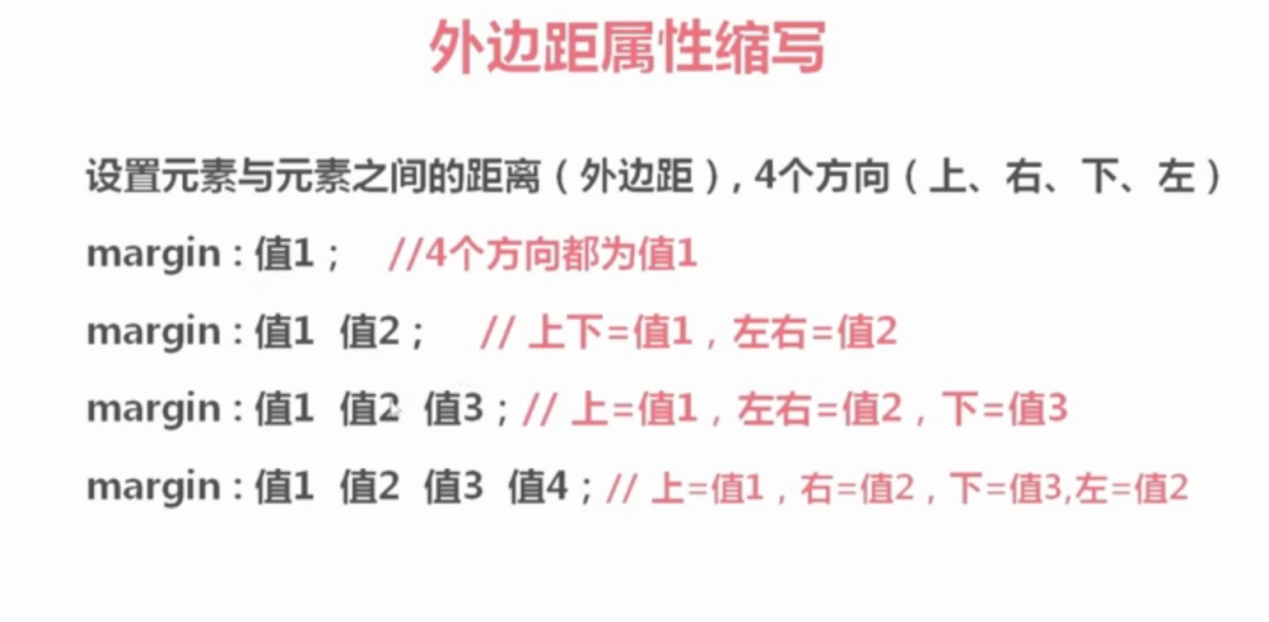 外边距属性缩写
设置元素与元素之间的距离（外边距）, 4个方向（上、右、下、左）
margin：值1； //4个方向都为值1
margin：值1 值2； // 上下=值1，左右=值2
margin：值1 值2 值3；// 上=值1，左右=值2，下=值3
margin：值1 值2 值3 值4；// 上=值1，右=值2，下=值3,左=值2